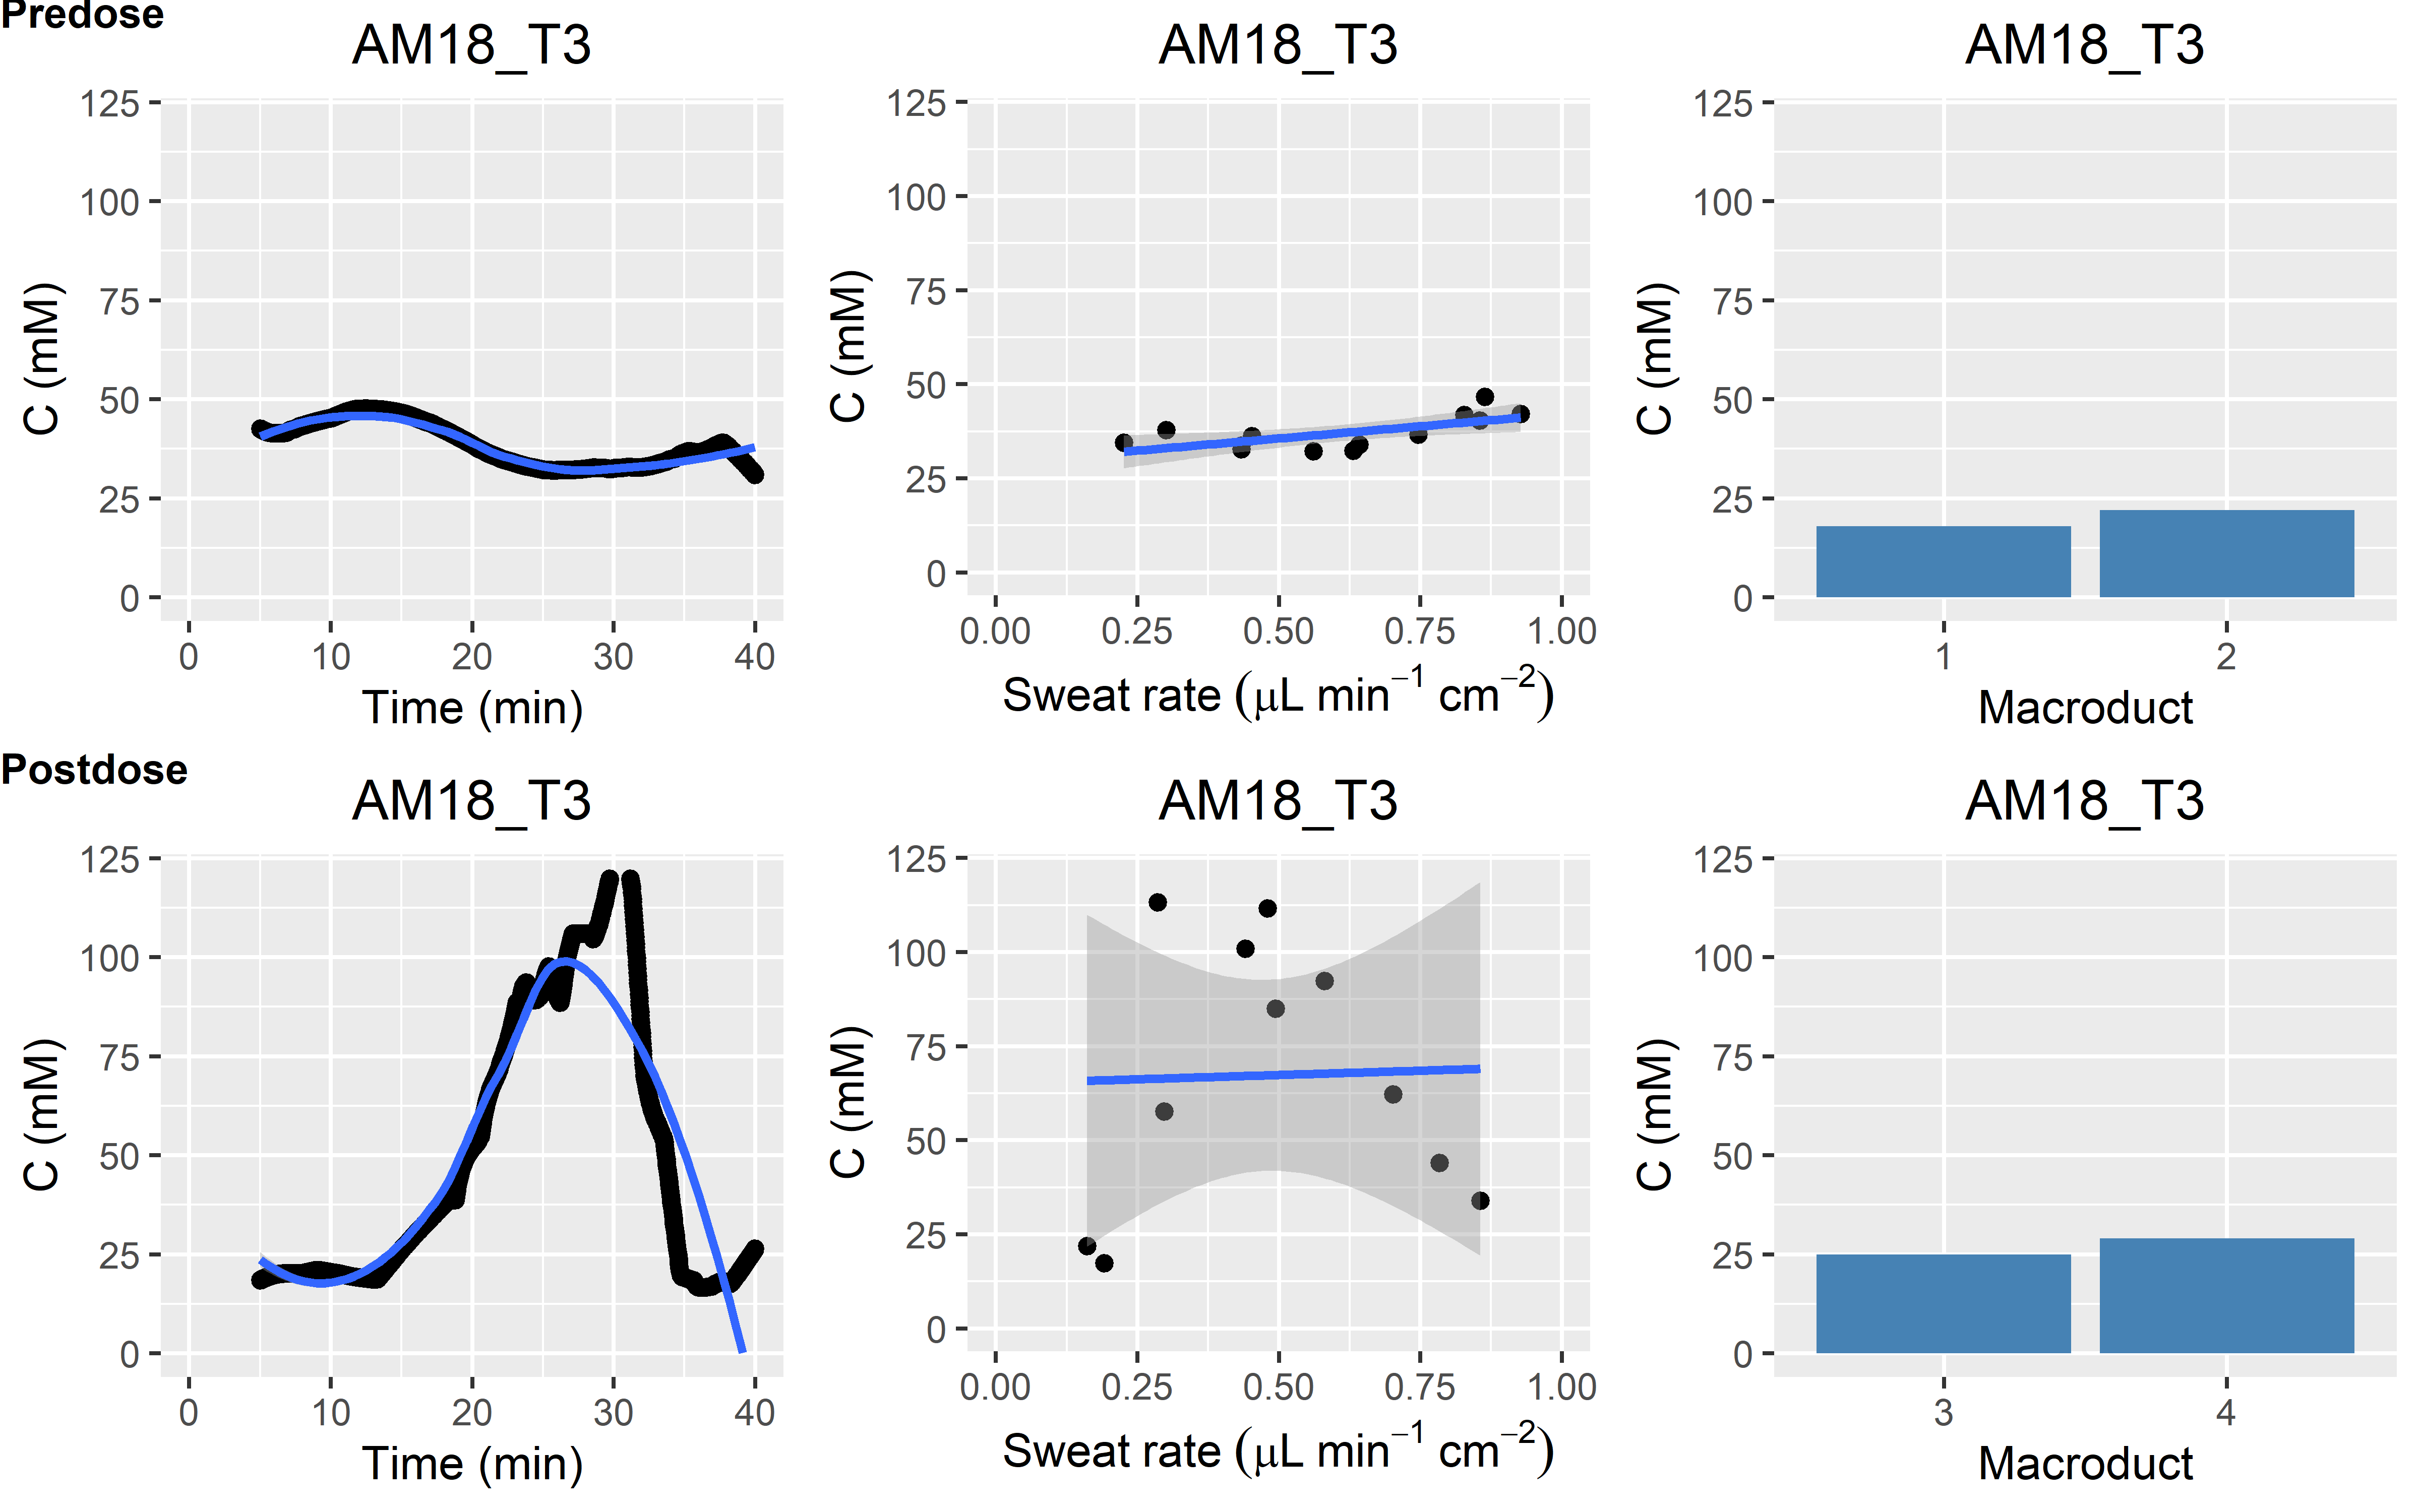 Predose
AM18_T3 AM18_T3 AM18_T3
125 125 125
100 100 100
75 75 75
50 50 50
25 25 25
0 0 0
C (mM) C (mM) C (mM)
0 10 20 30 40 0.00 0.25 0.50 0.75 1.00 1 2
Time (min) Sweat rate (μL min⁻¹ cm⁻²) Macroduct
Postdose
AM18_T3 AM18_T3 AM18_T3
125 125 125
100 100 100
75 75 75
50 50 50
25 25 25
0 0 0
C (mM) C (mM) C (mM)
0 10 20 30 40 0.00 0.25 0.50 0.75 1.00 3 4
Time (min) Sweat rate (μL min⁻¹ cm⁻²) Macroduct